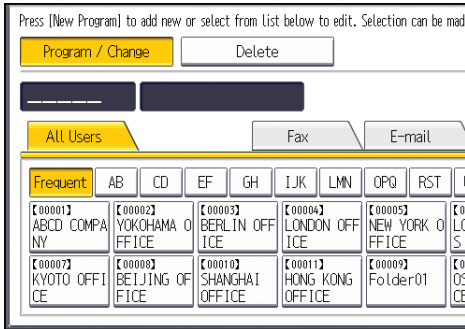 Press [New Program] to add new or select from list below to edit. Selection can be mad
Program / Change Delete
_____
All Users Fax E-mail
Frequent AB CD EF GH IJK LMN OPQ RST
【00001】 【00002】 【00003】 【00004】 【00005】
ABCD COMPA YOKOHAMA O BERLIN OFF LONDON OFF NEW YORK O
NY FFICE ICE ICE FFICE S
【00007】 【00008】 【00010】 【00011】 【00009】
KYOTO OFFI BEIJING OF SHANGHAI HONG KONG Folder01
CE FICE OFFICE OFFICE CE